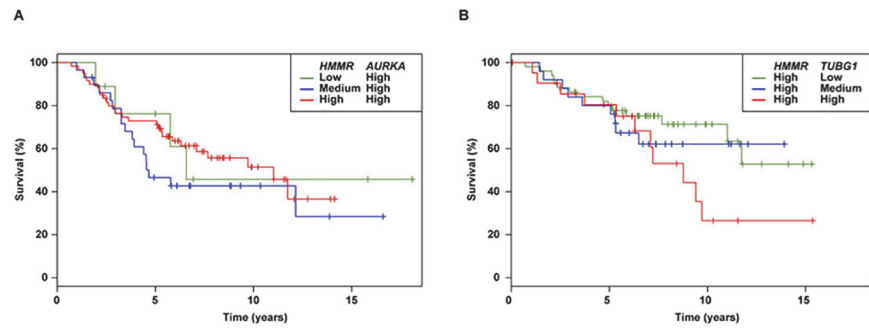 A
HMMR AURKA
Low High
Medium High
High High
Survival (%)
100
80
60
40
20
0
0 5 10 15
Time (years)
B
HMMR TUBG1
High Low
High Medium
High High
Survival (%)
100
80
60
40
20
0
0 5 10 15
Time (years)